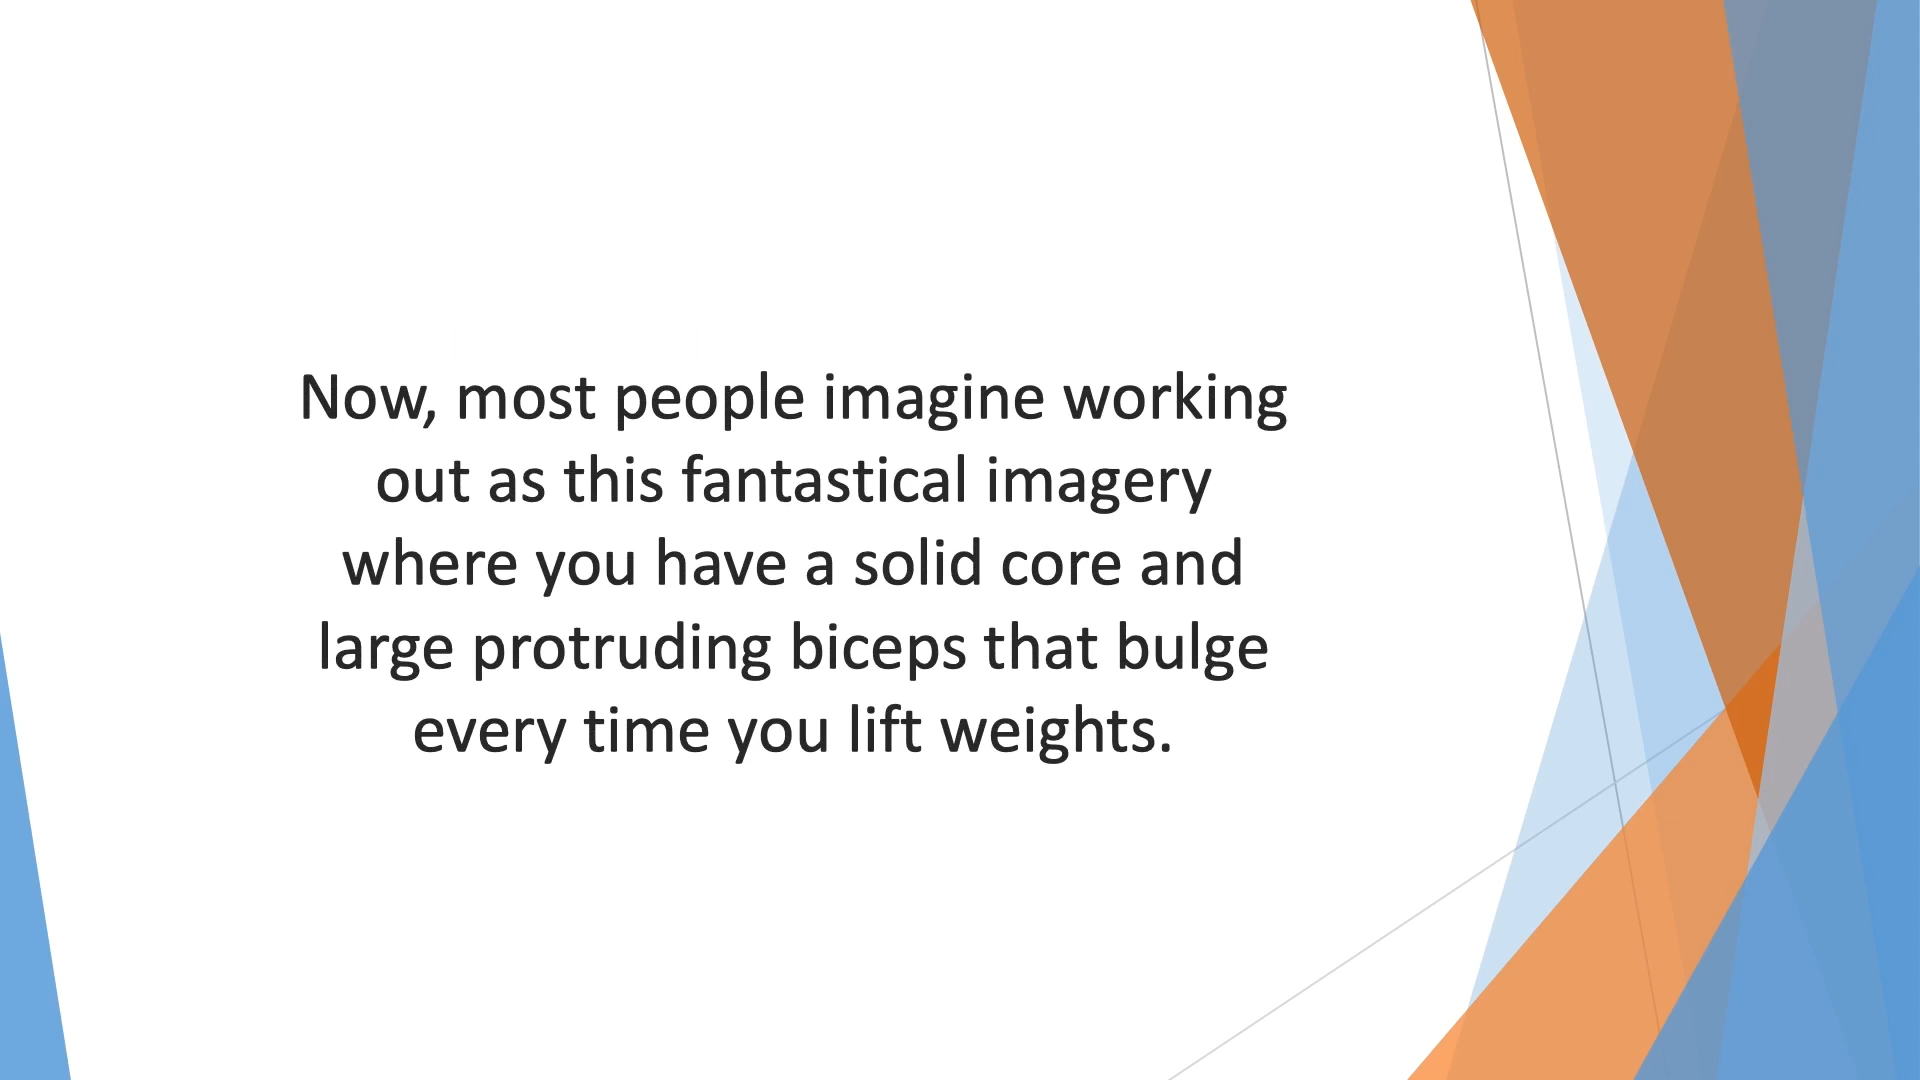 Now, most people imagine working
out as this fantastical imagery
where you have a solid core and
large protruding biceps that bulge
every time you lift weights.